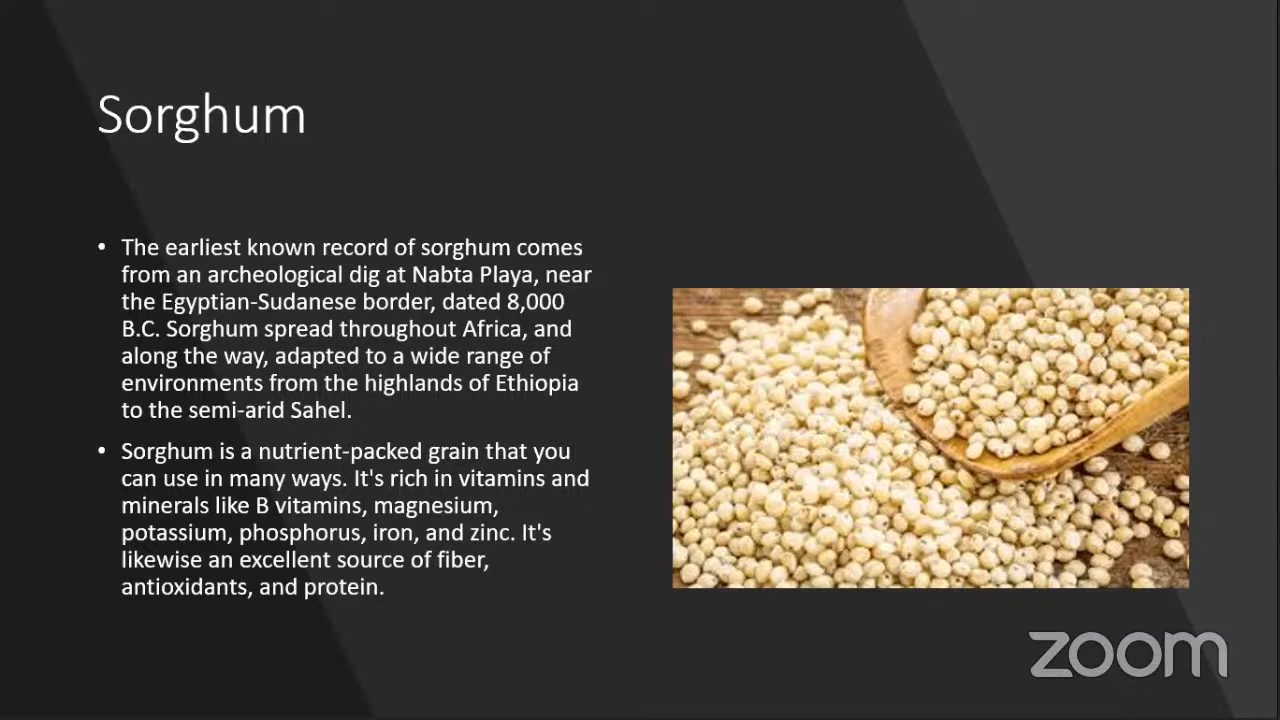 Sorghum
• The earliest known record of sorghum comes
from an archeological dig at Nabta Playa, near
the Egyptian-Sudanese border, dated 8,000
B.C. Sorghum spread throughout Africa, and
along the way, adapted to a wide range of
environments from the highlands of Ethiopia
to the semi-arid Sahel.
• Sorghum is a nutrient-packed grain that you
can use in many ways. It's rich in vitamins and
minerals like B vitamins, magnesium,
potassium, phosphorus, iron, and zinc. It's
likewise an excellent source of fiber,
antioxidants, and protein.
zoom